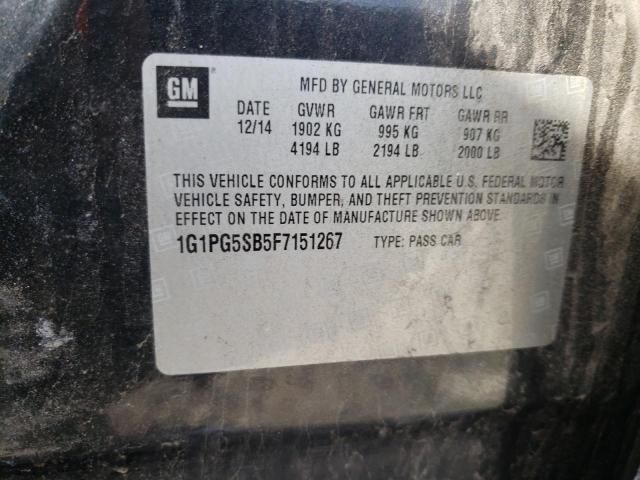 GM
MFD BY GENERAL MOTORS LLC
DATE GVWR GAWR FRT GAWR RR
12/14 1902 KG 995 KG 907 KG
4194 LB 2194 LB 2000 LB
THIS VEHICLE CONFORMS TO ALL APPLICABLE U.S. FEDERAL MOTOR
VEHICLE SAFETY, BUMPER, AND THEFT PREVENTION STANDARDS IN
EFFECT ON THE DATE OF MANUFACTURE SHOWN ABOVE.
1G1PG5SB5F7151267 TYPE: PASS CAR